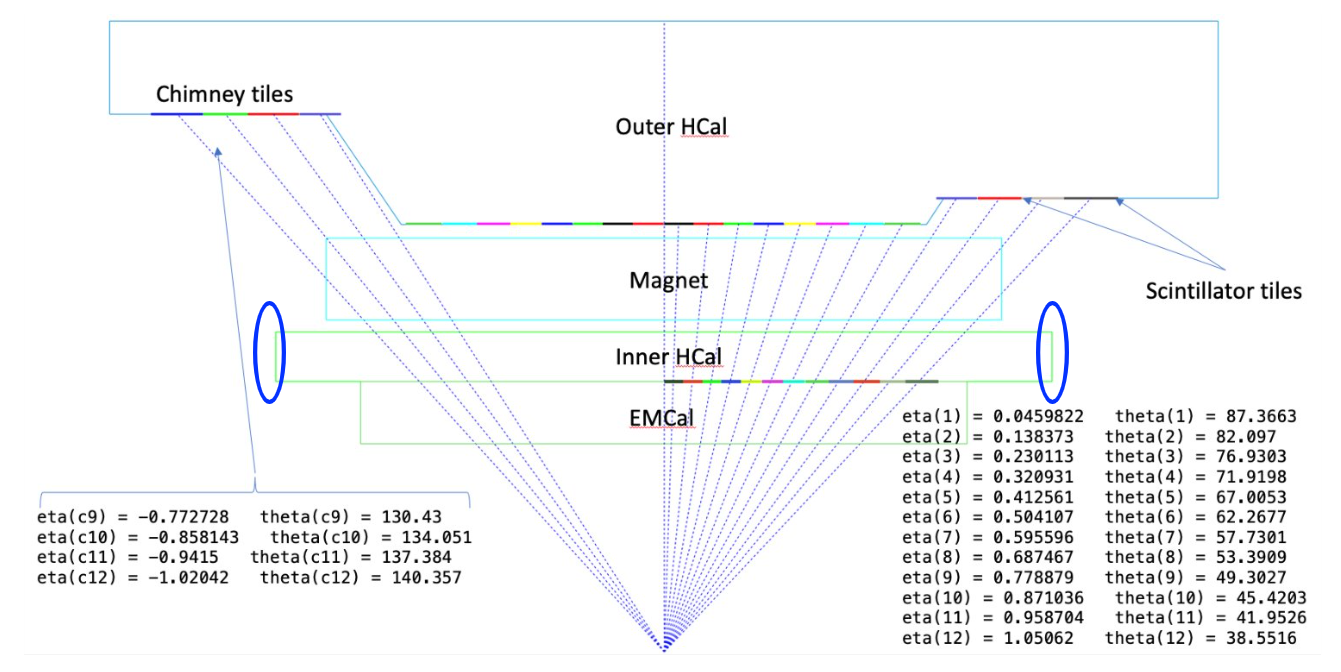 Chimney tiles
Outer HCal
Magnet
Scintillator tiles
Inner HCal
EMCal
eta(c9) = -0.772728 theta(c9) = 130.43
eta(c10) = -0.858143 theta(c10) = 134.051
eta(c11) = -0.9415 theta(c11) = 137.384
eta(c12) = -1.02042 theta(c12) = 140.357
eta(1) = 0.0459822 theta(1) = 87.3663
eta(2) = 0.138373 theta(2) = 82.097
eta(3) = 0.230113 theta(3) = 76.9303
eta(4) = 0.320931 theta(4) = 71.9198
eta(5) = 0.412561 theta(5) = 67.0053
eta(6) = 0.504107 theta(6) = 62.2677
eta(7) = 0.595596 theta(7) = 57.7301
eta(8) = 0.687467 theta(8) = 53.3909
eta(9) = 0.778879 theta(9) = 49.3027
eta(10) = 0.871036 theta(10) = 45.4203
eta(11) = 0.958704 theta(11) = 41.9526
eta(12) = 1.05062 theta(12) = 38.5516